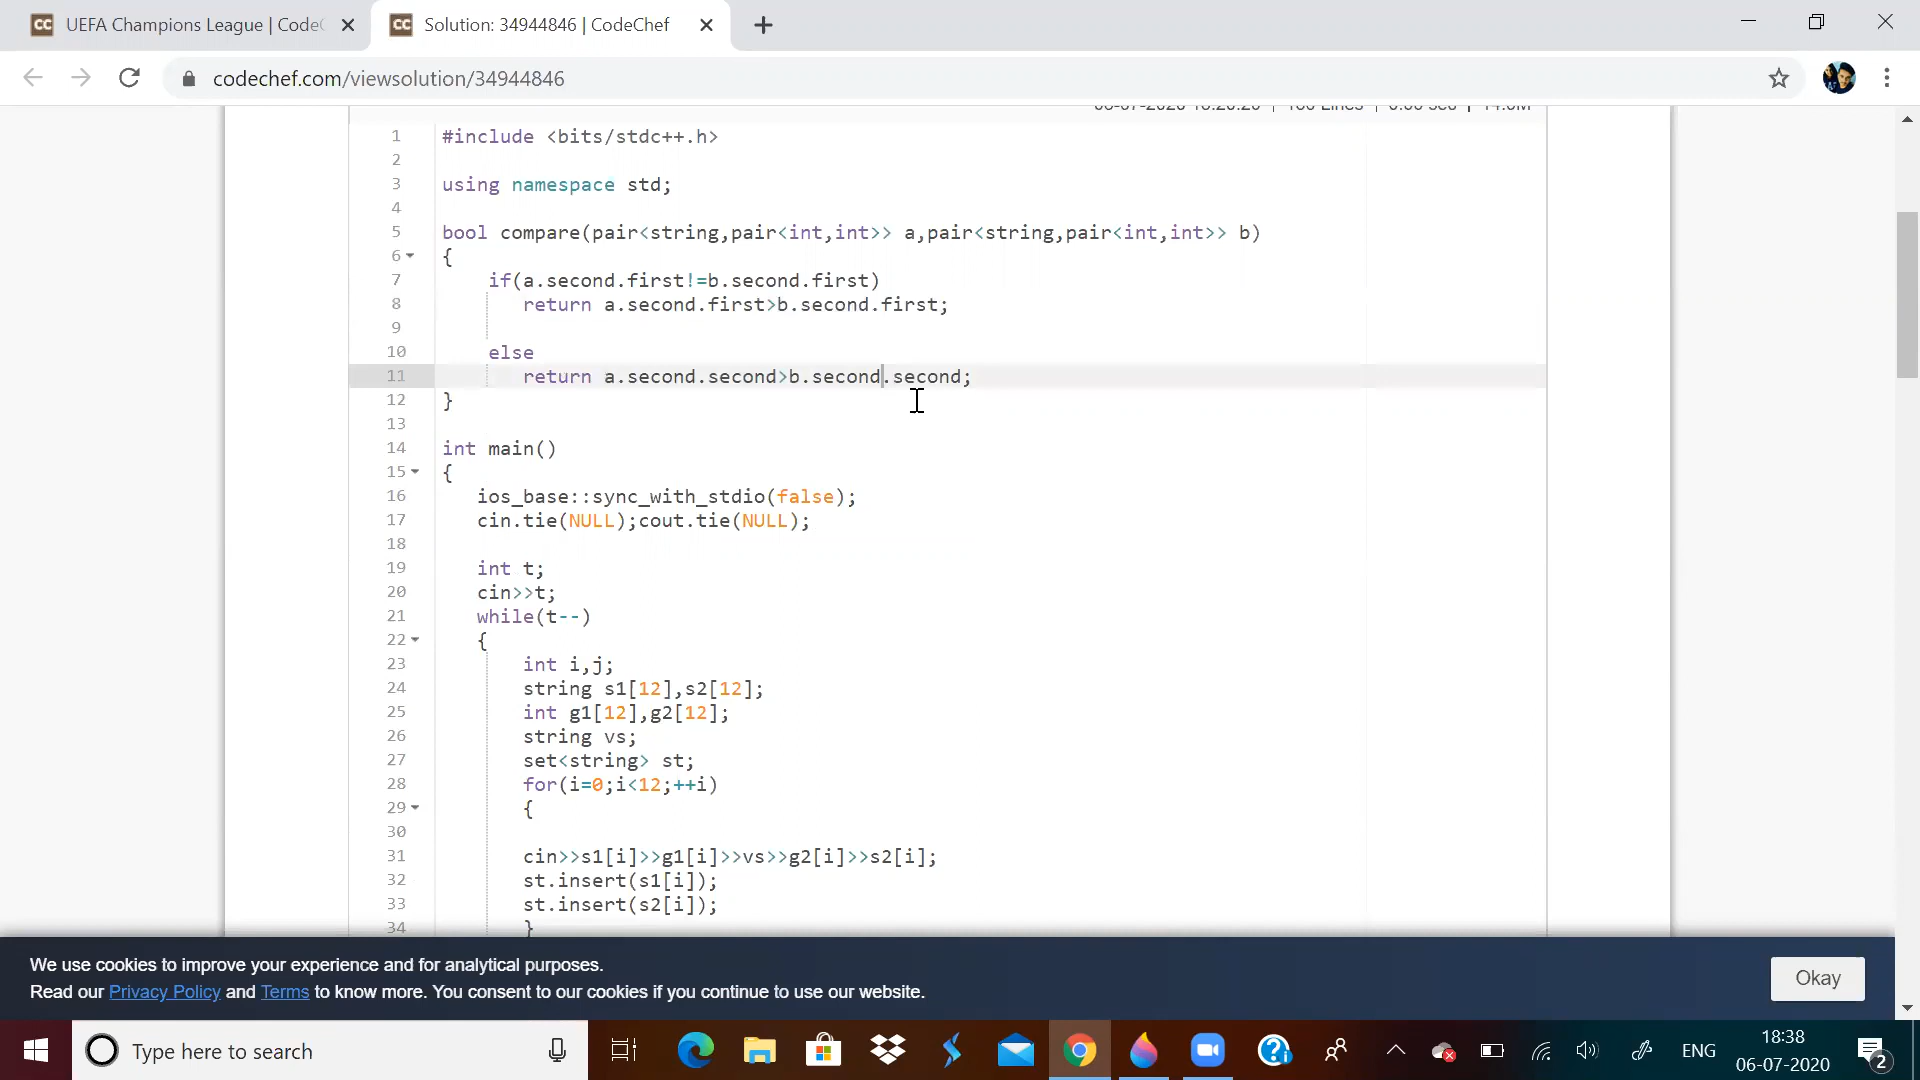 UEFA Champions League | Code
Solution: 34944846 | CodeChef
codechef.com/viewsolution/34944846
1 #include <bits/stdc++.h>
2
3 using namespace std;
4
5 bool compare(pair<string,pair<int,int>> a,pair<string,pair<int,int>> b)
6 {
7 if(a.second.first!=b.second.first)
8 return a.second.first>b.second.first;
9
10 else
11 return a.second.second>b.second.second;
12 }
13
14 int main()
15 {
16 ios_base::sync_with_stdio(false);
17 cin.tie(NULL);cout.tie(NULL);
18
19 int t;
20 cin>>t;
21 while(t--)
22 {
23 int i,j;
24 string s1[12],s2[12];
25 int g1[12],g2[12];
26 string vs;
27 set<string> st;
28 for(i=0;i<12;++i)
29 {
30
31 cin>>s1[i]>>g1[i]>>vs>>g2[i]>>s2[i];
32 st.insert(s1[i]);
33 st.insert(s2[i]);
34 }
We use cookies to improve your experience and for analytical purposes.
Read our Privacy Policy and Terms to know more. You consent to our cookies if you continue to use our website.
Okay
Type here to search
ENG
18:38
06-07-2020
2